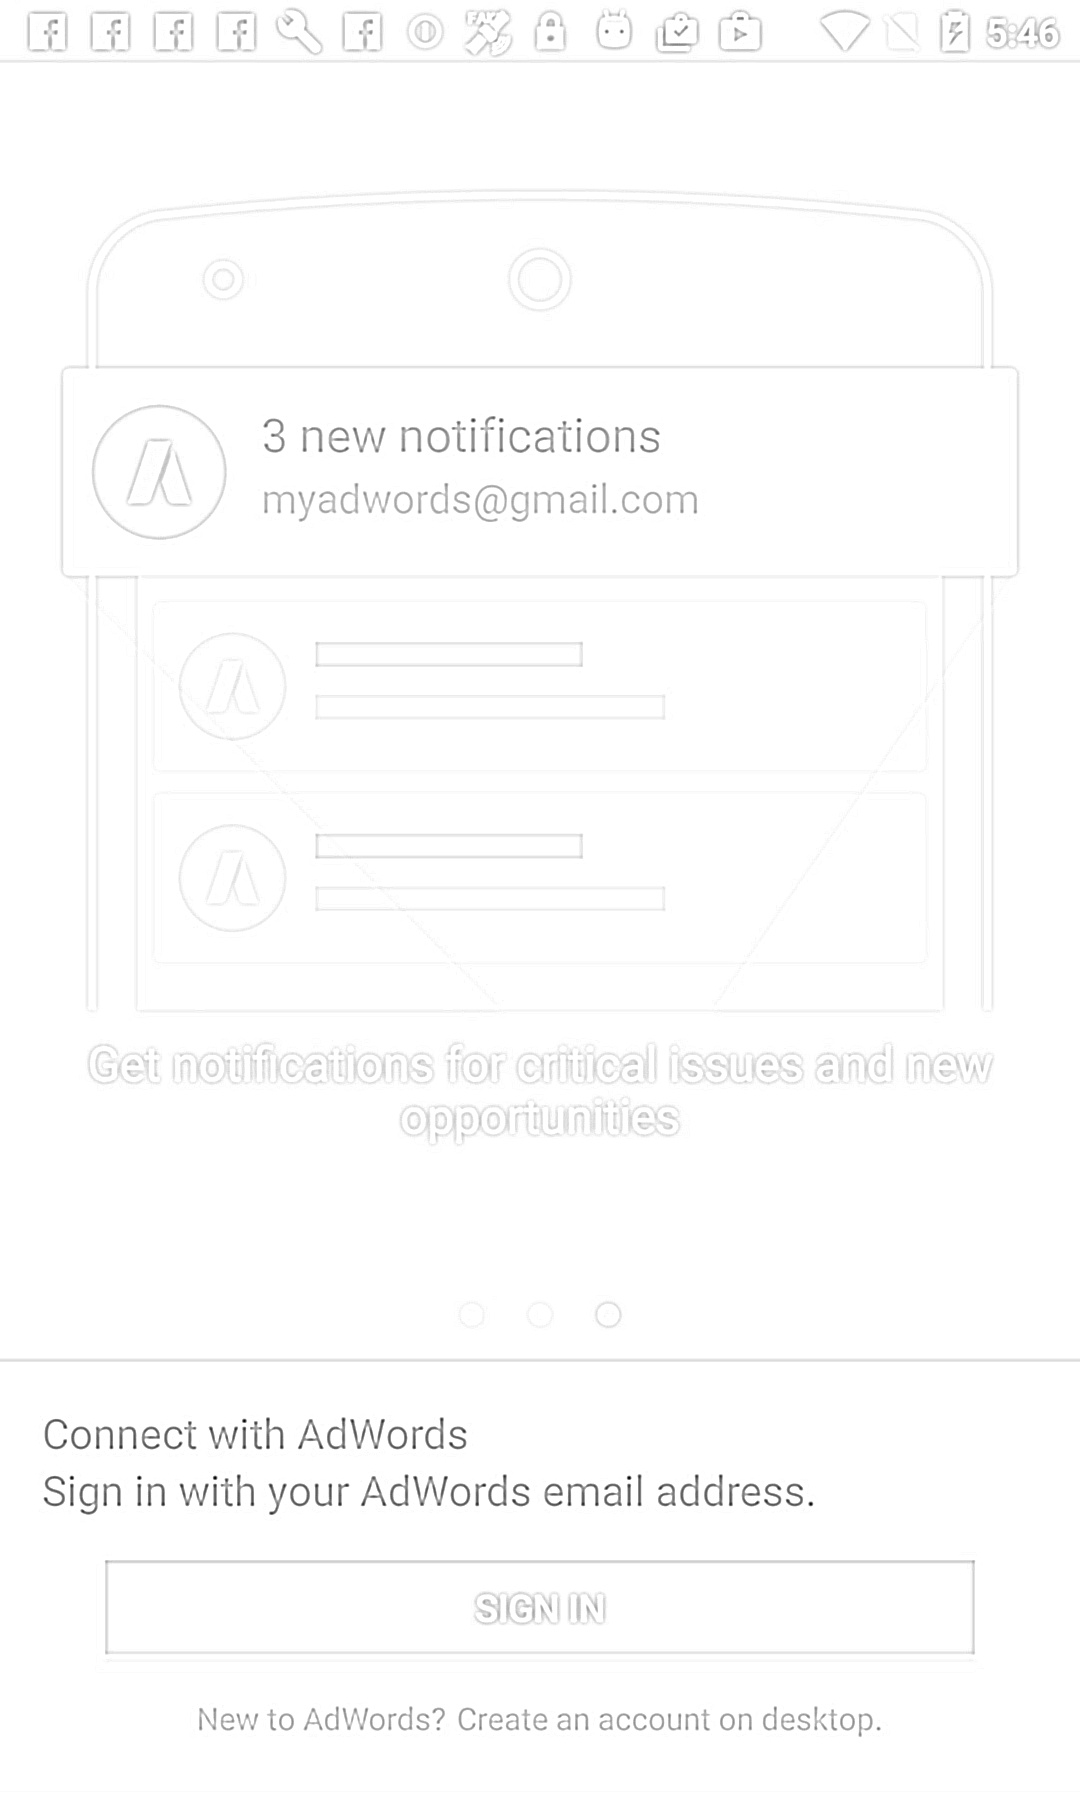 5:46
3 new notifications
myadwords@gmail.com
Get notifications for critical issues and new
opportunities
Connect with AdWords
Sign in with your AdWords email address.
SIGN IN
New to AdWords? Create an account on desktop.